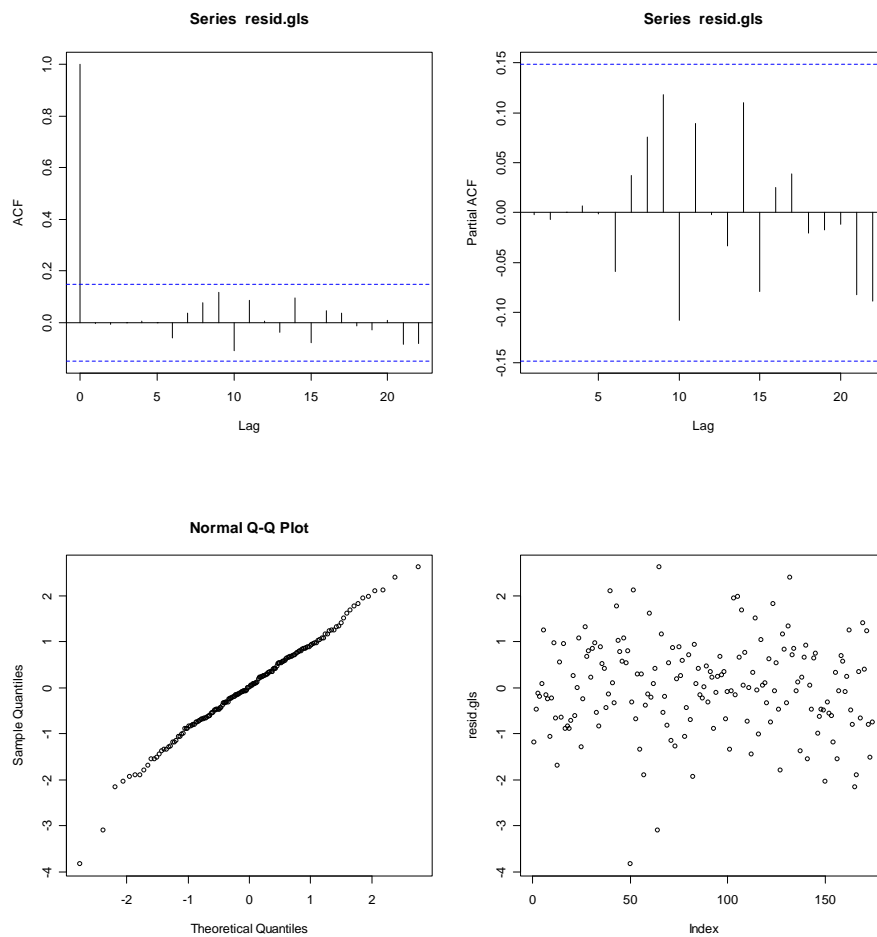 Series resid.gls
ACF
0.0 0.2 0.4 0.6 0.8 1.0
0 5 10 15 20
Lag
Series resid.gls
Partial ACF
-0.15 -0.10 -0.05 0.00 0.05 0.10 0.15
5 10 15 20
Lag
Normal Q-Q Plot
Sample Quantiles
-4 -3 -2 -1 0 1 2
-2 -1 0 1 2
Theoretical Quantiles
resid.gls
-4 -3 -2 -1 0 1 2
0 50 100 150
Index